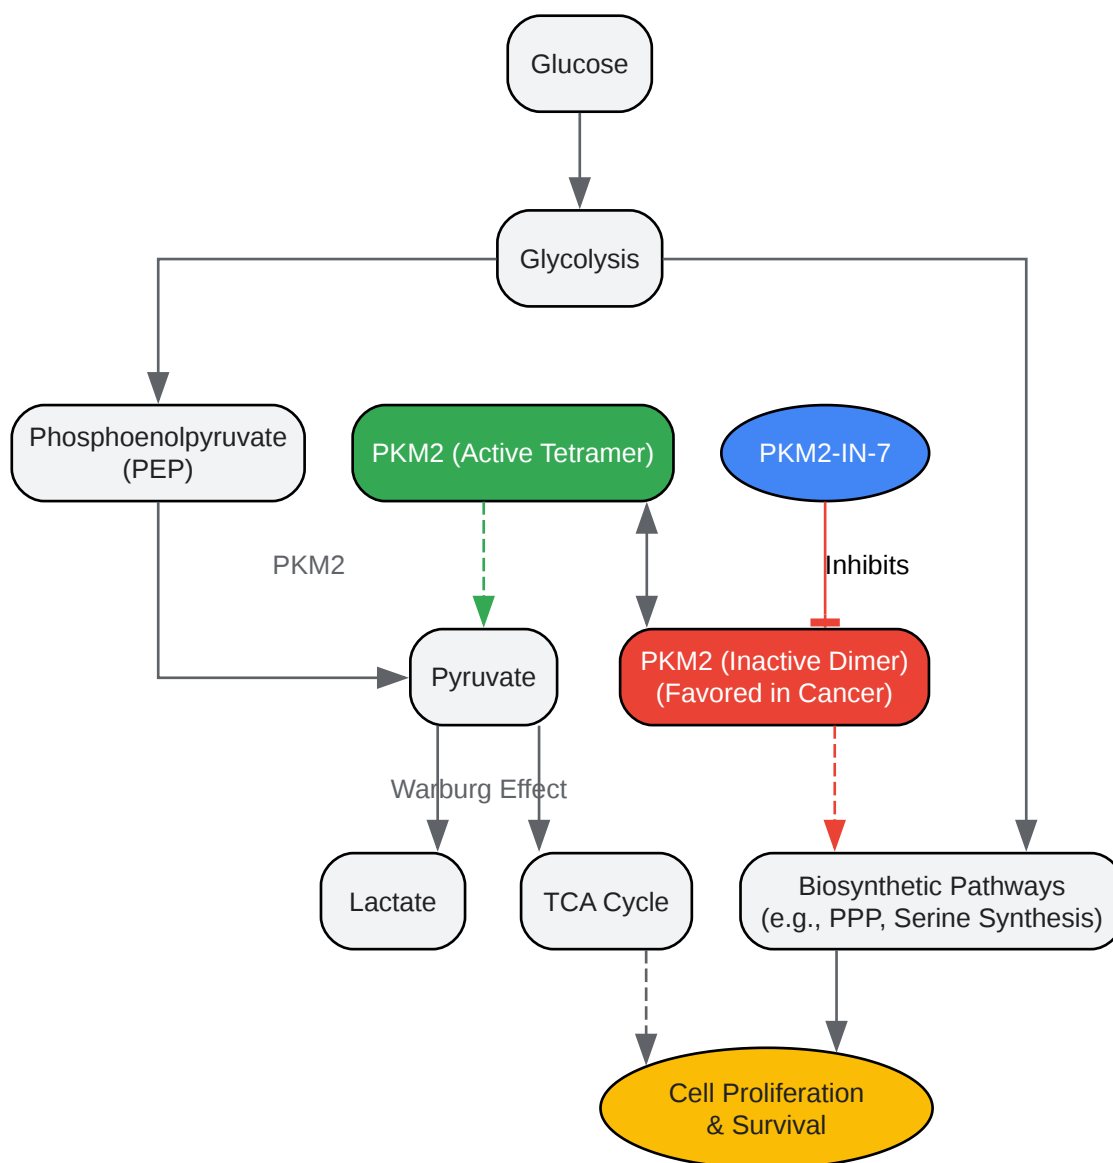 Glucose
Glycolysis
Phosphoenolpyruvate
(PEP)
PKM2 (Active Tetramer)
PKM2-IN-7
PKM2
Inhibits
Pyruvate
PKM2 (Inactive Dimer)
(Favored in Cancer)
Warburg Effect
Lactate
TCA Cycle
Biosynthetic Pathways
(e.g., PPP, Serine Synthesis)
Cell Proliferation
& Survival